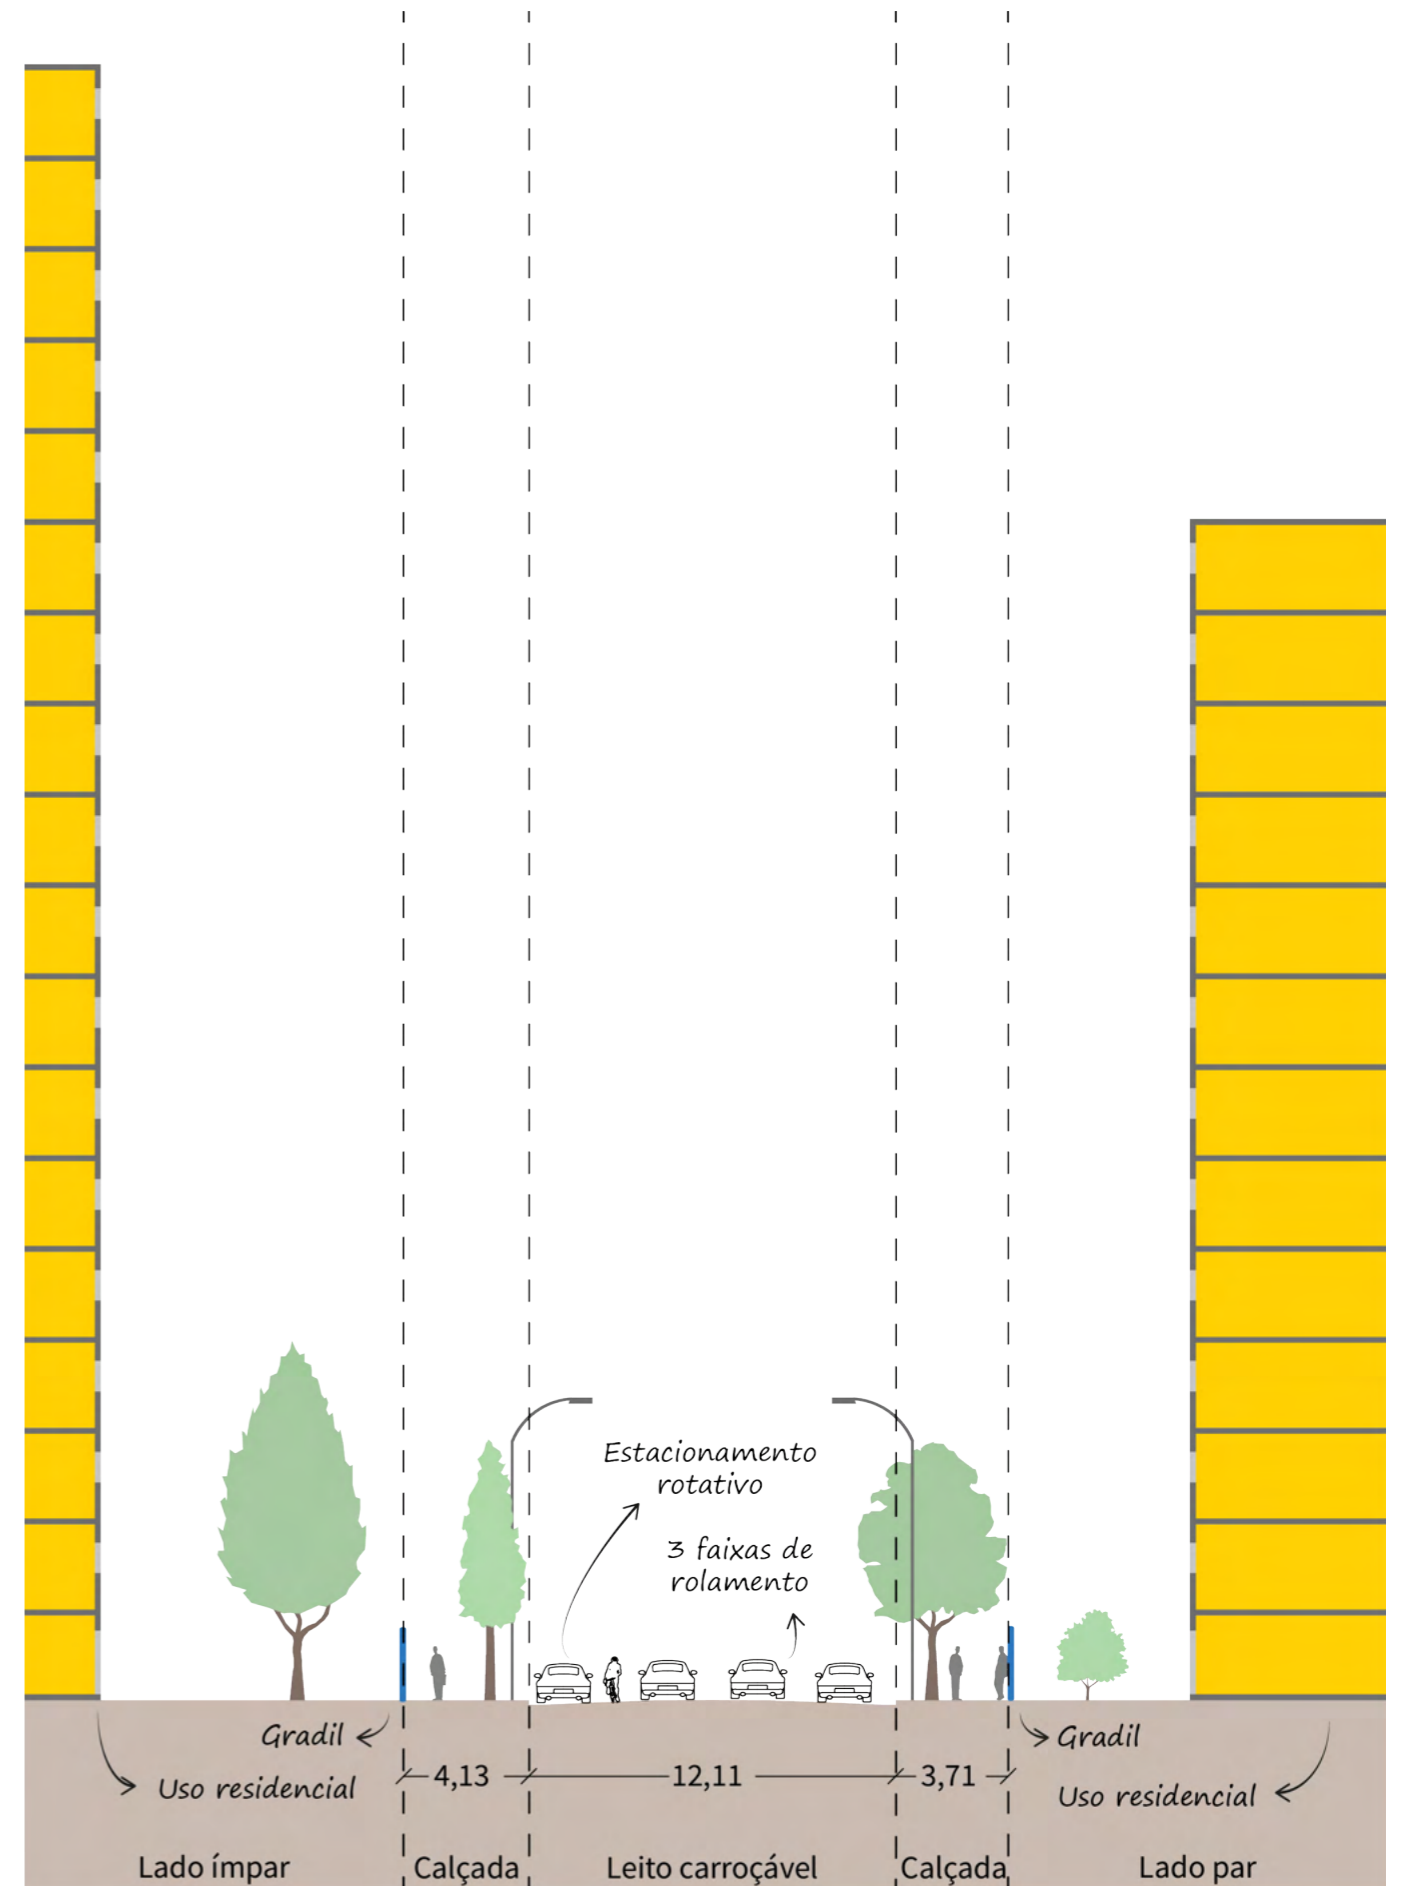 Estacionamento
rotativo
3 faixas de
rolamento
Gradil
Gradil
Uso residencial
4,13
12,11
3,71
Uso residencial
Lado ímpar
Calçada
Leito carroçável
Calçada
Lado par